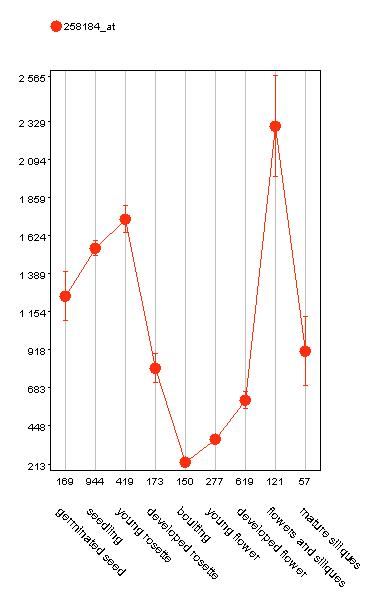 258184_at
2 565
2 329
2 094
1 859
1 624
1 389
1 154
918
683
448
213
169 944 419 173 150 277 619 121 57
germinated seed
seedling
young rosette
developed rosette
boulting
young flower
developed flower
flowers and siliques
mature siliques